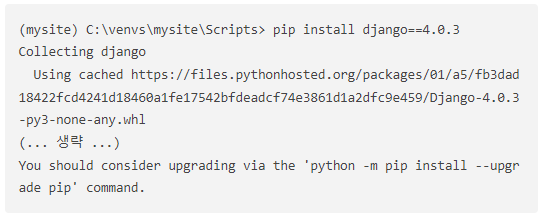 (mysite) C:\venvs\mysite\Scripts> pip install django==4.0.3
Collecting django
  Using cached https://files.pythonhosted.org/packages/01/a5/fb3dad
18422fcd4241d18460a1fe17542bfdeadcf74e3861d1a2dfc9e459/Django-4.0.3
-py3-none-any.whl
(... 생략 ...)
You should consider upgrading via the 'python -m pip install --upgr
ade pip' command.